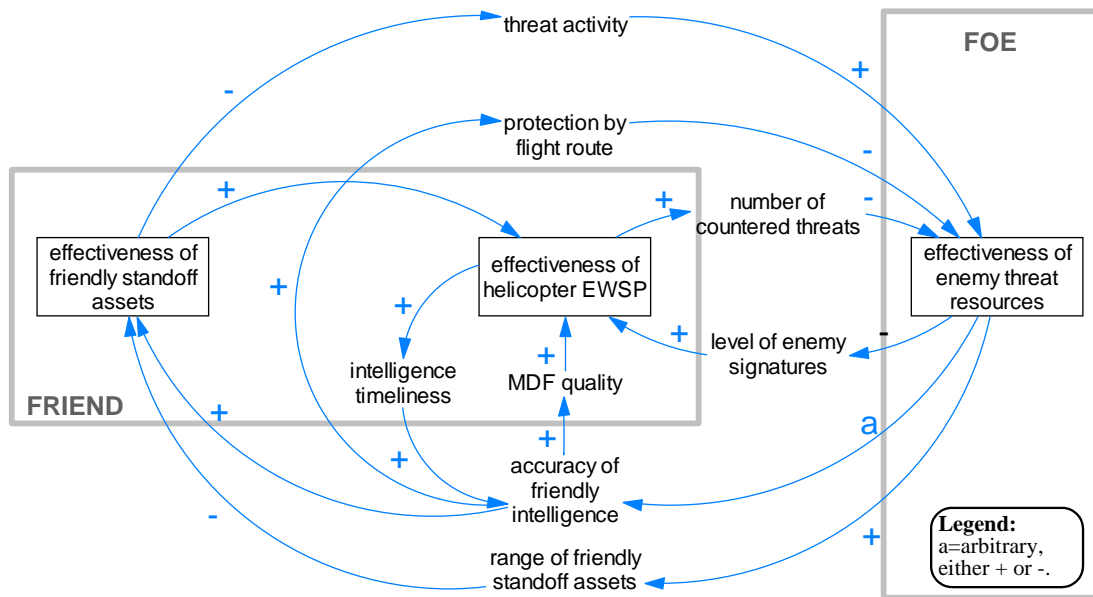 threat activity
FOE
+
-
protection by
flight route
-
+
+
-
number of
countered threats
effectiveness of
friendly standoff
assets
effectiveness of
helicopter EWSP
effectiveness of
enemy threat
resources
+
+
+
-
level of enemy
signatures
+
intelligence
timeliness
MDF quality
FRIEND
+
a
+
+
accuracy of
friendly
intelligence
-
+
range of friendly
standoff assets
Legend:
a=arbitrary,
either + or -.